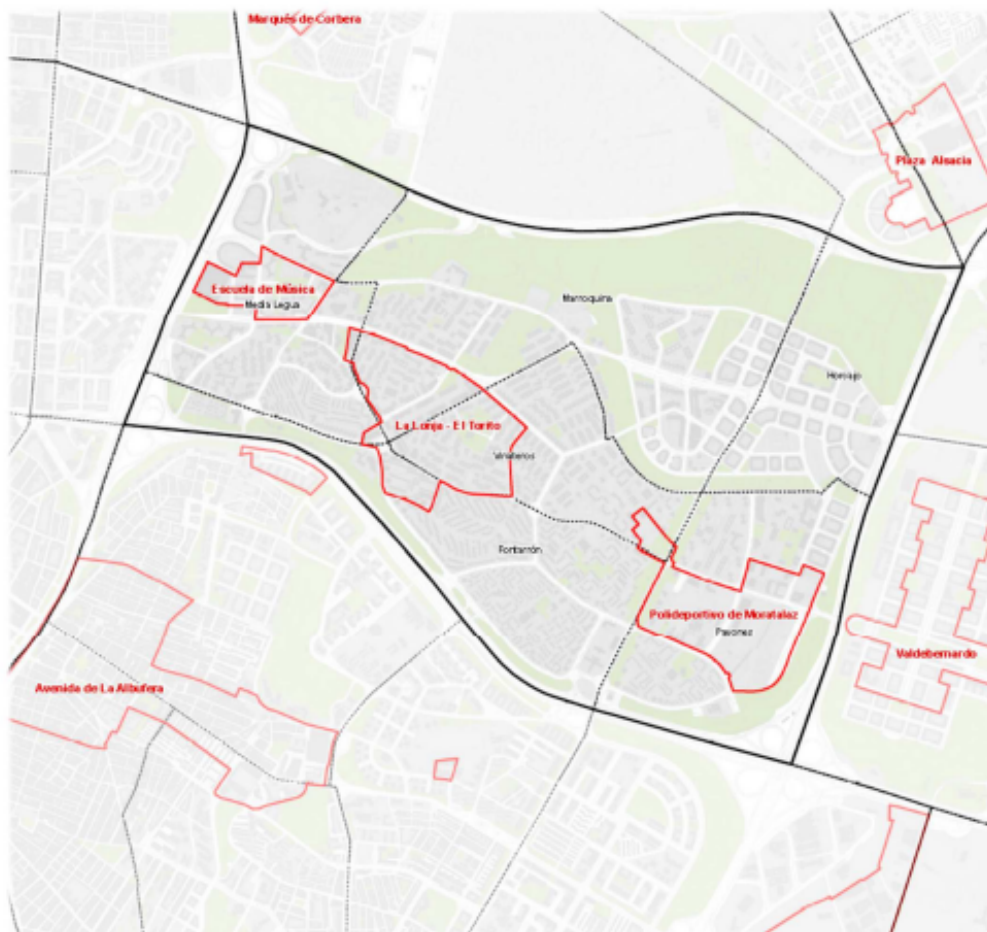 Marqués de Corbera
Plaza Alsacia
Escuela de Música
Media Legua
Marroquina
Horcajo
La Lonja - El Torito
Vinateros
Fontarrón
Polideportivo de Moratalaz
Pavones
Valdebernardo
Avenida de La Albufera